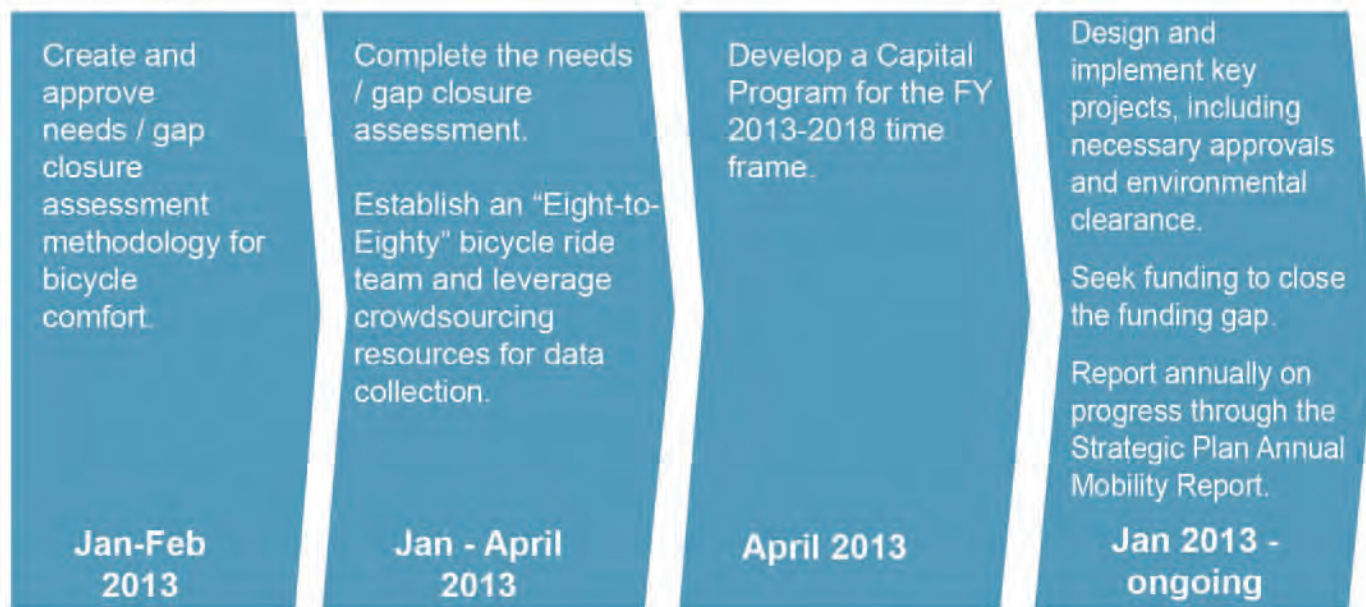 Create and
approve
needs / gap
closure
assessment
methodology for
bicycle
comfort.
Jan-Feb
2013
Complete the needs
/ gap closure
assessment.
Establish an “Eight-to-
Eighty” bicycle ride
team and leverage
crowdsourcing
resources for data
collection.
Jan - April
2013
Develop a Capital
Program for the FY
2013-2018 time
frame.
April 2013
Design and
implement key
projects, including
necessary approvals
and environmental
clearance.
Seek funding to close
the funding gap.
Report annually on
progress through the
Strategic Plan Annual
Mobility Report.
Jan 2013 -
ongoing